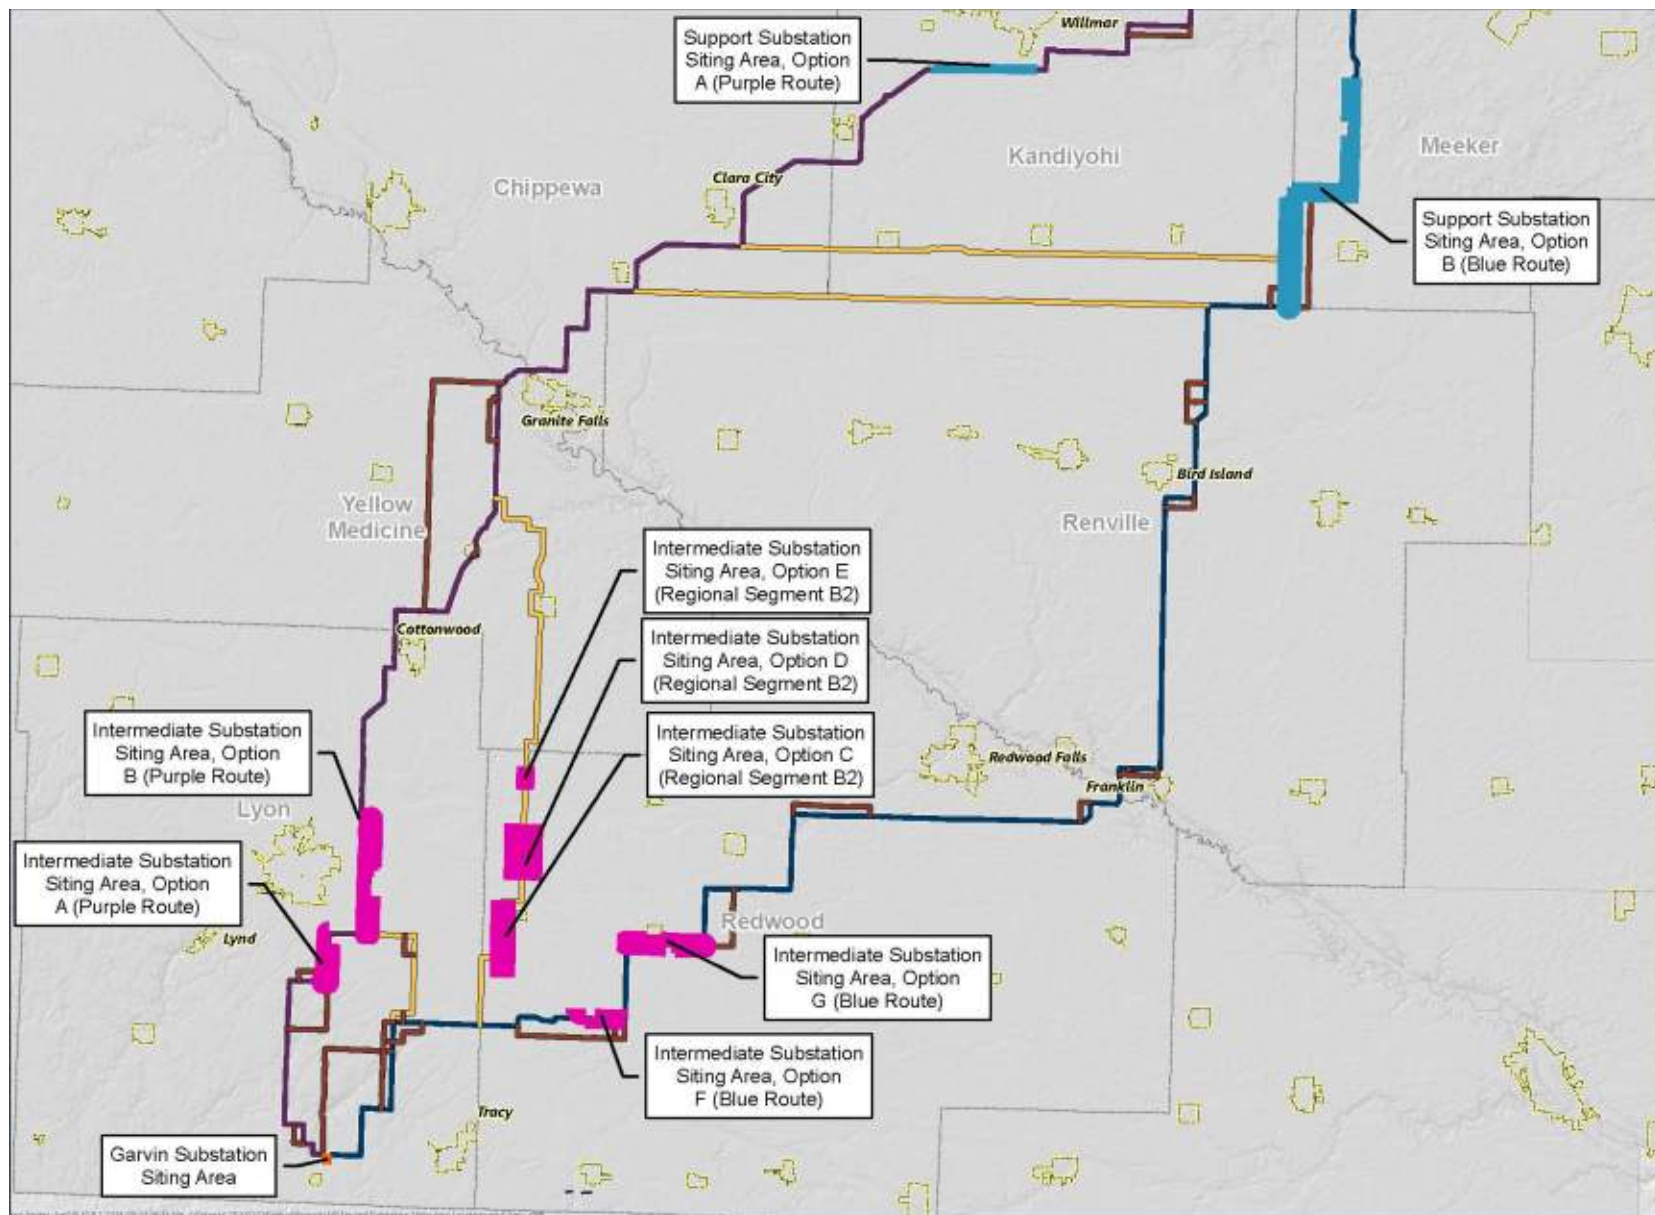 Willmar
Support Substation
Siting Area, Option
A (Purple Route)
Kandiyohi
Meeker
Clara City
Chippewa
Support Substation
Siting Area, Option
B (Blue Route)
Granite Falls
Bird Island
Yellow
Medicine
Renville
Intermediate Substation
Siting Area, Option E
(Regional Segment B2)
Cottonwood
Intermediate Substation
Siting Area, Option D
(Regional Segment B2)
Intermediate Substation
Siting Area, Option
B (Purple Route)
Intermediate Substation
Siting Area, Option C
(Regional Segment B2)
Redwood Falls
Franklin
Lyon
Intermediate Substation
Siting Area, Option
A (Purple Route)
Redwood
Lynd
Intermediate Substation
Siting Area, Option
G (Blue Route)
Intermediate Substation
Siting Area, Option
F (Blue Route)
Tracy
Garvin Substation
Siting Area